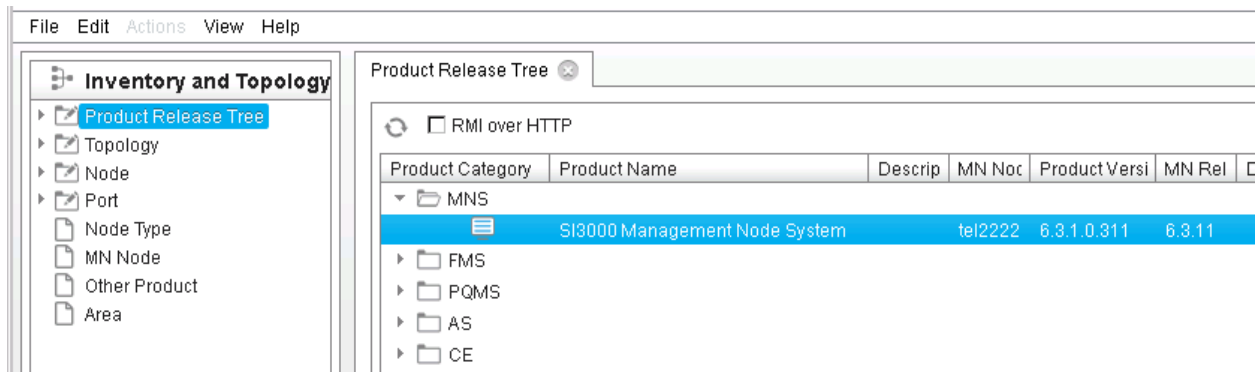 File Edit Actions View Help
Inventory and Topology
Product Release Tree
Topology
Node
Port
Node Type
MN Node
Other Product
Area
Product Release Tree
RMI over HTTP
Product Category Product Name Descrip MN Noc Product Versi MN Rel
MNS
SI3000 Management Node System tel2222 6.3.1.0.311 6.3.11
FMS
PQMS
AS
CE